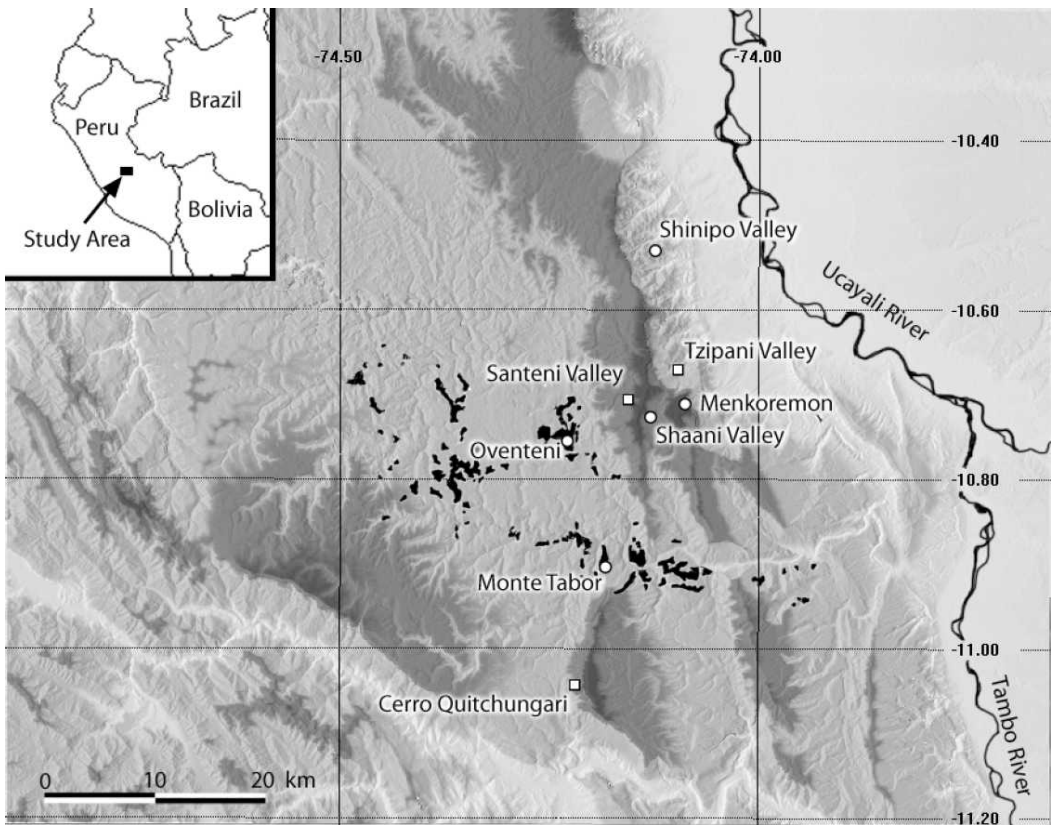 Brazil
Peru
Bolivia
Study Area
-74.50
-74.00
-10.40
Shinipo Valley
Ucayali River
-10.60
Tzipani Valley
Santeni Valley
Menkoremon
Shaani Valley
Oventeni
-10.80
Monte Tabor
-11.00
Cerro Quitchungari
Tambo River
0 10 20 km
-11.20